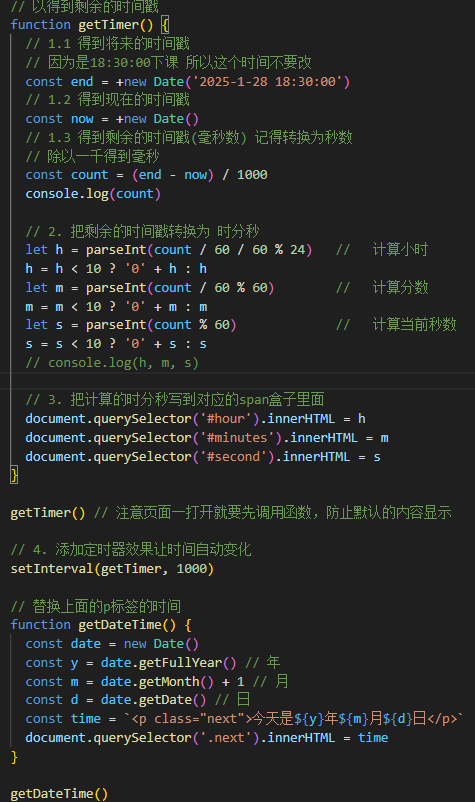 // 以得到剩余的时间戳
function getTimer() {
// 1.1 得到将来的时间戳
// 因为是18:30:00下课 所以这个时间不要改
const end = +new Date('2025-1-28 18:30:00')
// 1.2 得到现在的时间戳
const now = +new Date()
// 1.3 得到剩余的时间戳(毫秒数) 记得转换为秒数
// 除以一千得到毫秒
const count = (end - now) / 1000
console.log(count)
// 2. 把剩余的时间戳转换为 时分秒
let h = parseInt(count / 60 / 60 % 24) // 计算小时
h = h < 10 ? '0' + h : h
let m = parseInt(count / 60 % 60) // 计算分数
m = m < 10 ? '0' + m : m
let s = parseInt(count % 60) // 计算当前秒数
s = s < 10 ? '0' + s : s
// console.log(h, m, s)
// 3. 把计算的时分秒写到对应的span盒子里面
document.querySelector('#hour').innerHTML = h
document.querySelector('#minutes').innerHTML = m
document.querySelector('#second').innerHTML = s
}
getTimer() // 注意页面一打开就要先调用函数，防止默认的内容显示
// 4. 添加定时器效果让时间自动变化
setInterval(getTimer, 1000)
// 替换上面的p标签的时间
function getDateTime() {
const date = new Date()
const y = date.getFullYear() // 年
const m = date.getMonth() + 1 // 月
const d = date.getDate() // 日
const time = `<p class="next">今天是${y}年${m}月${d}日</p>`
document.querySelector('.next').innerHTML = time
}
getDateTime()